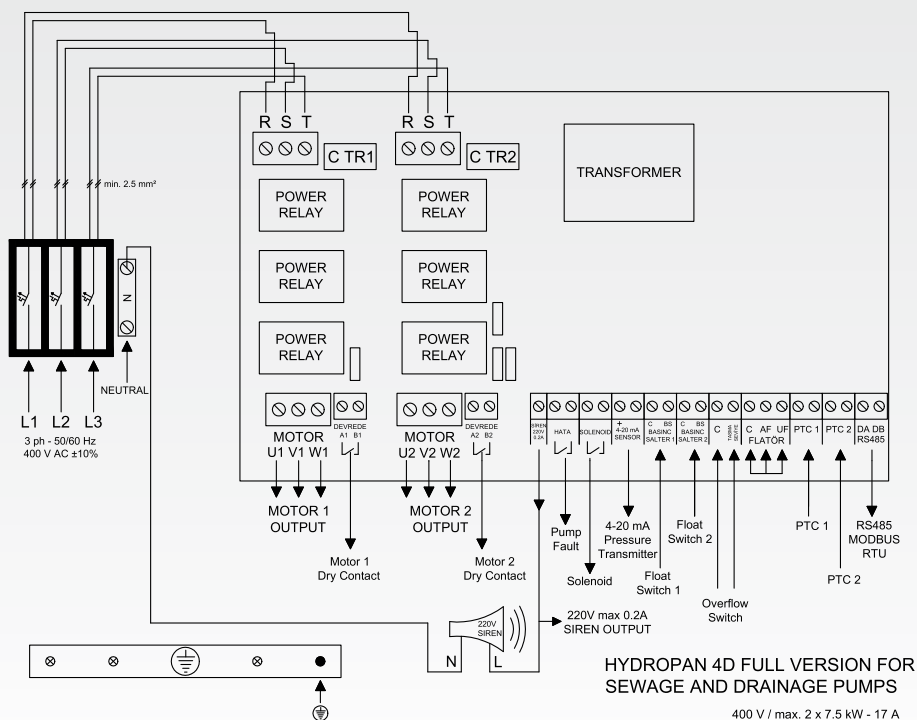 R S T
R S T
C TR1
C TR2
TRANSFORMER
min. 2.5 mm²
POWER
RELAY
POWER
RELAY
POWER
RELAY
POWER
RELAY
POWER
RELAY
POWER
RELAY
N
NEUTRAL
L1 L2 L3
3 ph - 50/60 Hz
400 V AC ±10%
MOTOR
U1 V1 W1
DEVREDE
A1 B1
MOTOR
U2 V2 W2
DEVREDE
A2 B2
SIREN
220V
0.2A
HATA
SOLENOID
+
4-20 mA
SENSOR
C BS
BASINC
SALTER 1
C BS
BASINC
SALTER 2
C
TASMA
SEVIYE
C AF UF
FLATÖR
PTC 1
PTC 2
DA DB
RS485
MOTOR 1
OUTPUT
Motor 1
Dry Contact
MOTOR 2
OUTPUT
Motor 2
Dry Contact
Pump
Fault
Solenoid
4-20 mA
Pressure
Transmitter
Float
Switch 1
Float
Switch 2
Overflow
Switch
PTC 1
PTC 2
RS485
MODBUS
RTU
220V
SIREN
N L
220V max 0.2A
SIREN OUTPUT
HYDROPAN 4D FULL VERSION FOR
SEWAGE AND DRAINAGE PUMPS
400 V / max. 2 x 7.5 kW - 17 A